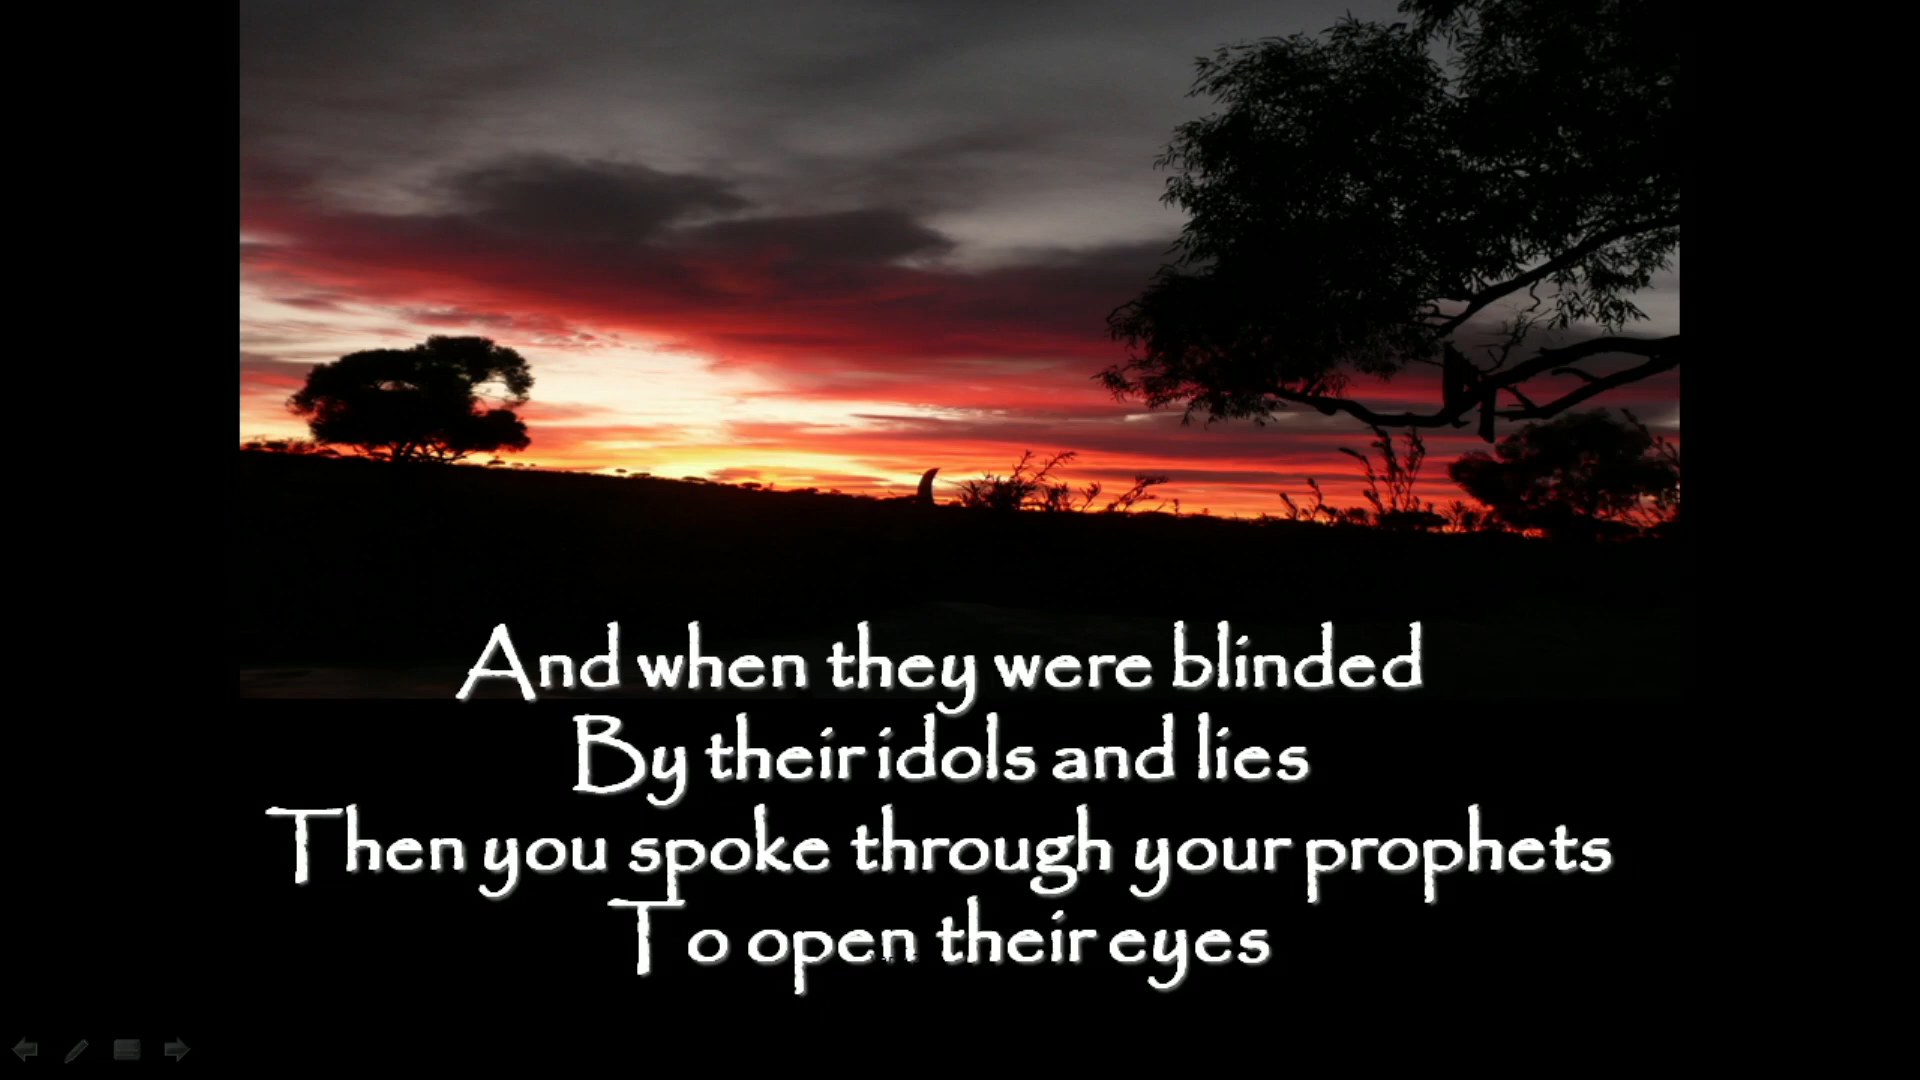 And when they were blinded
By their idols and lies
Then you spoke through your prophets
To open their eyes